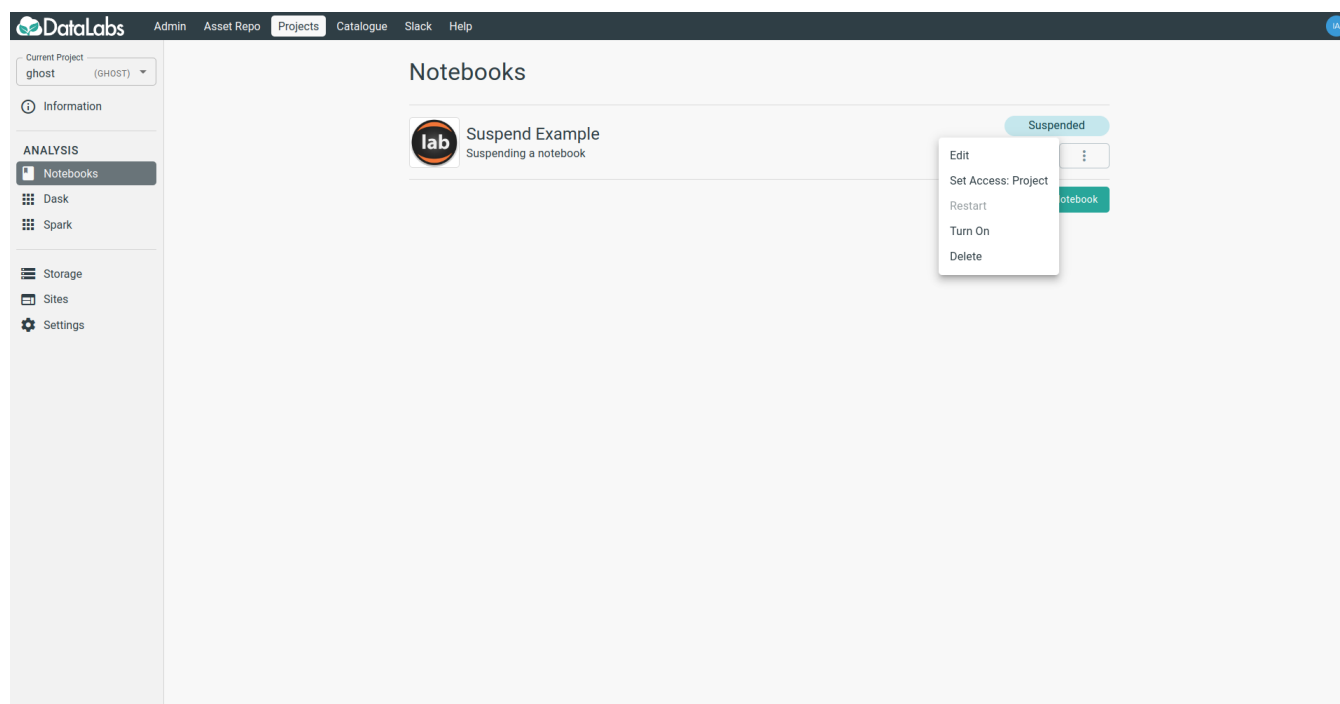 DataLabs Admin Asset Repo Projects Catalogue Slack Help IA
Current Project
ghost (GHOST)
Information
ANALYSIS
Notebooks
Dask
Spark
Storage
Sites
Settings
Notebooks
lab
Suspend Example
Suspending a notebook
Suspended
Edit
Set Access: Project
Restart
Turn On
Delete
otebook